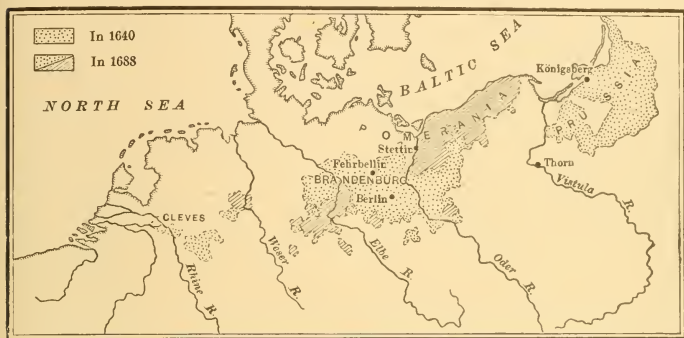 In 1640
In 1688
NORTH SEA
BALTIC SEA
Königsberg
PRUSSIA
POMERANIA
Stettin
Thorn
Fehrbellin
BRANDENBURG
Berlin
Vistula R.
CLEVES
Rhine R.
Weser R.
Elbe R.
Oder R.